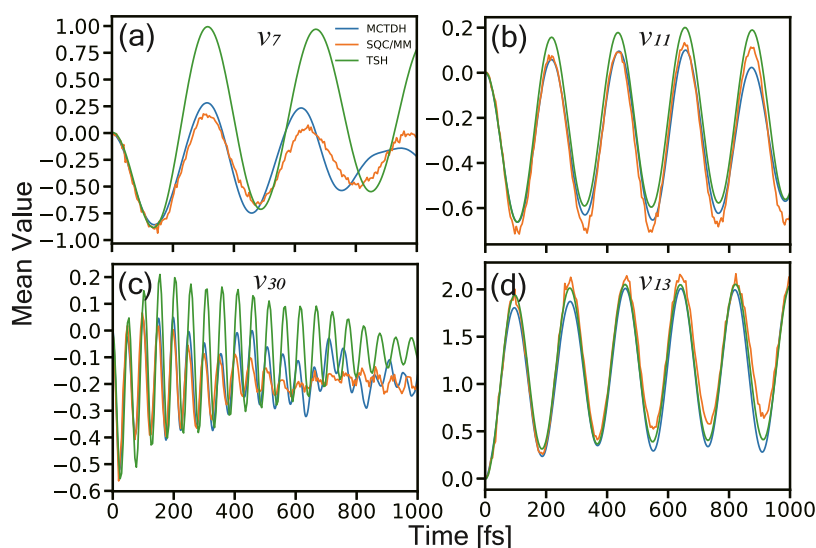 (a) v7
MCTDH
SQC/MM
TSH
1.00
0.75
0.50
0.25
0.00
−0.25
−0.50
−0.75
−1.00
(b) v11
0.2
0.0
−0.2
−0.4
−0.6
(c) v30
0.2
0.1
0.0
−0.1
−0.2
−0.3
−0.4
−0.5
−0.6
0 200 400 600 800 1000
(d) v13
2.0
1.5
1.0
0.5
0.0
0 200 400 600 800 1000
Mean Value
Time [fs]